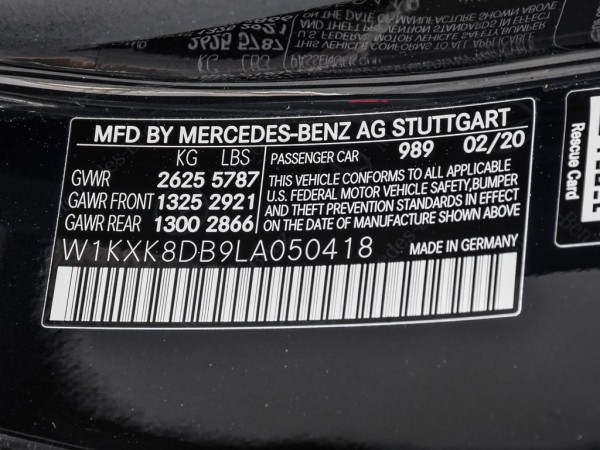 MFD BY MERCEDES-BENZ AG STUTTGART
KG LBS
GVWR 2625 5787
GAWR FRONT 1325 2921
GAWR REAR 1300 2866
PASSENGER CAR 989 02/20
THIS VEHICLE CONFORMS TO ALL APPLICABLE
U.S. FEDERAL MOTOR VEHICLE SAFETY,BUMPER
AND THEFT PREVENTION STANDARDS IN EFFECT
ON THE DATE OF MANUFACTURE SHOWN ABOVE
W1KXK8DB9LA050418
MADE IN GERMANY
Rescue Card